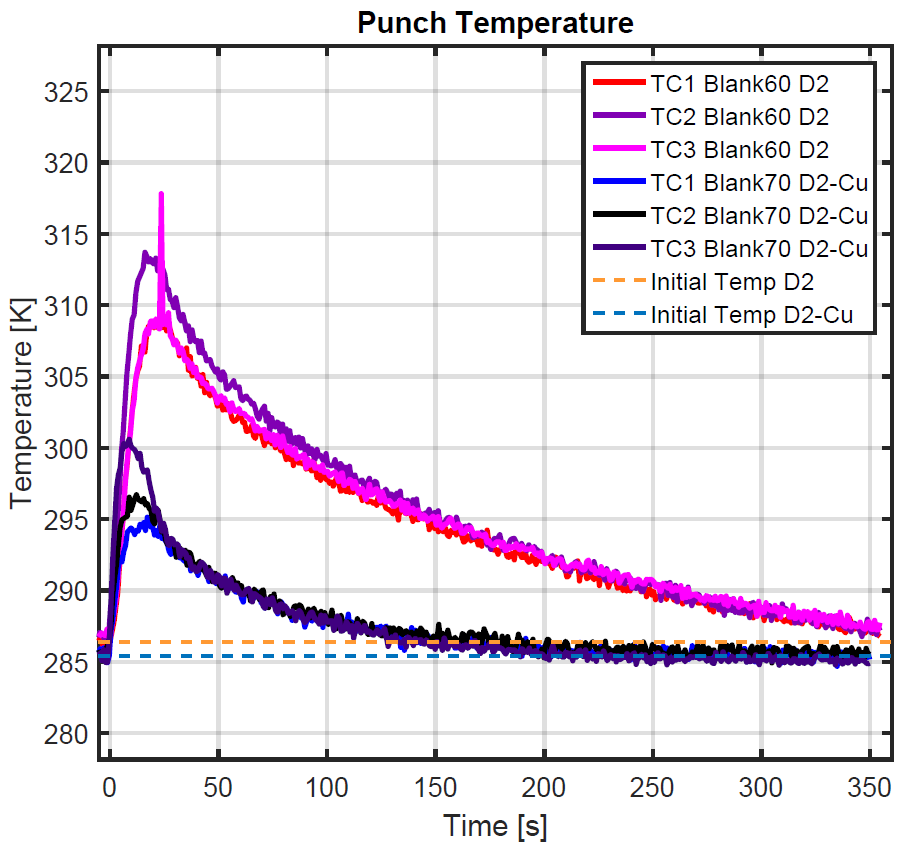 Punch Temperature
TC1 Blank60 D2
TC2 Blank60 D2
TC3 Blank60 D2
TC1 Blank70 D2-Cu
TC2 Blank70 D2-Cu
TC3 Blank70 D2-Cu
Initial Temp D2
Initial Temp D2-Cu
Temperature [K]
325
320
315
310
305
300
295
290
285
280
0 50 100 150 200 250 300 350
Time [s]